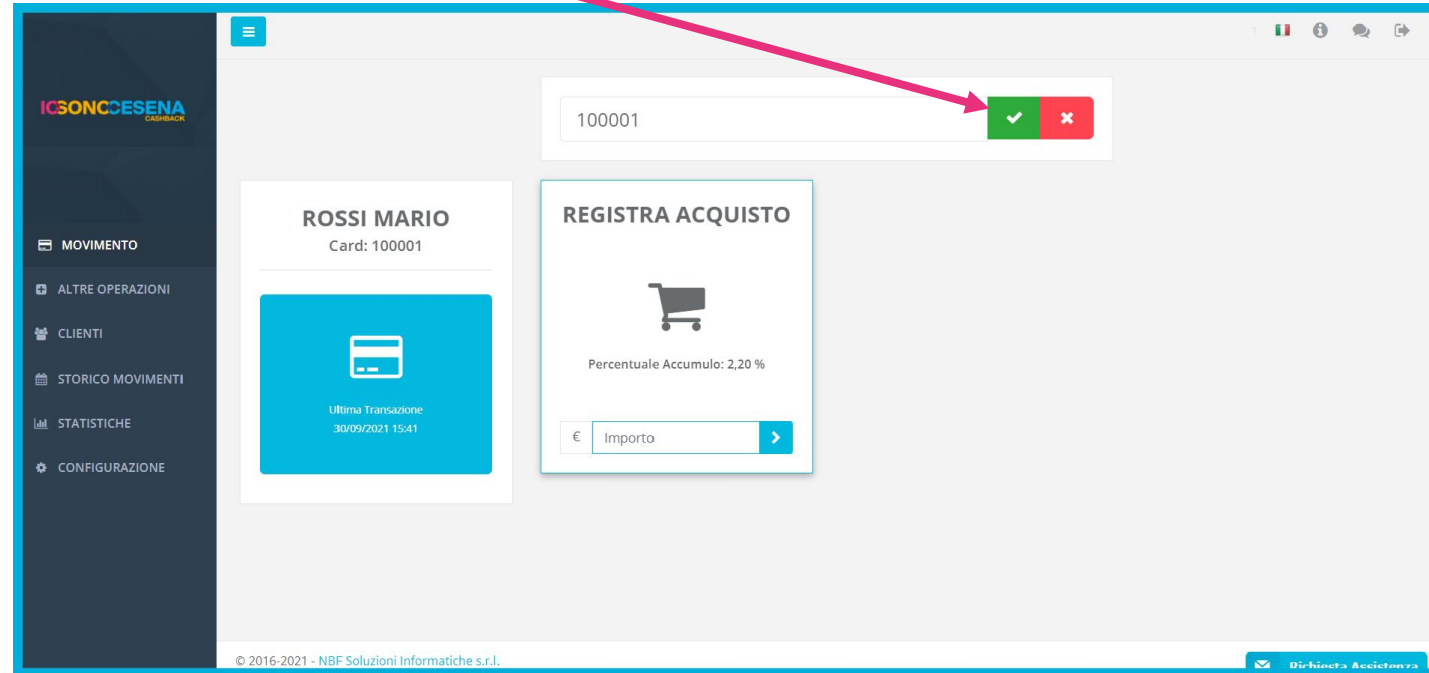 IOSONOCESENA
CASHBACK
100001
MOVIMENTO
ALTRE OPERAZIONI
CLIENTI
STORICO MOVIMENTI
STATISTICHE
CONFIGURAZIONE
ROSSI MARIO
Card: 100001
Ultima Transazione
30/09/2021 15:41
REGISTRA ACQUISTO
Percentuale Accumulo: 2,20 %
€ Importo
© 2016-2021 - NBF Soluzioni Informatiche s.r.l.
Richiesta Assistenza